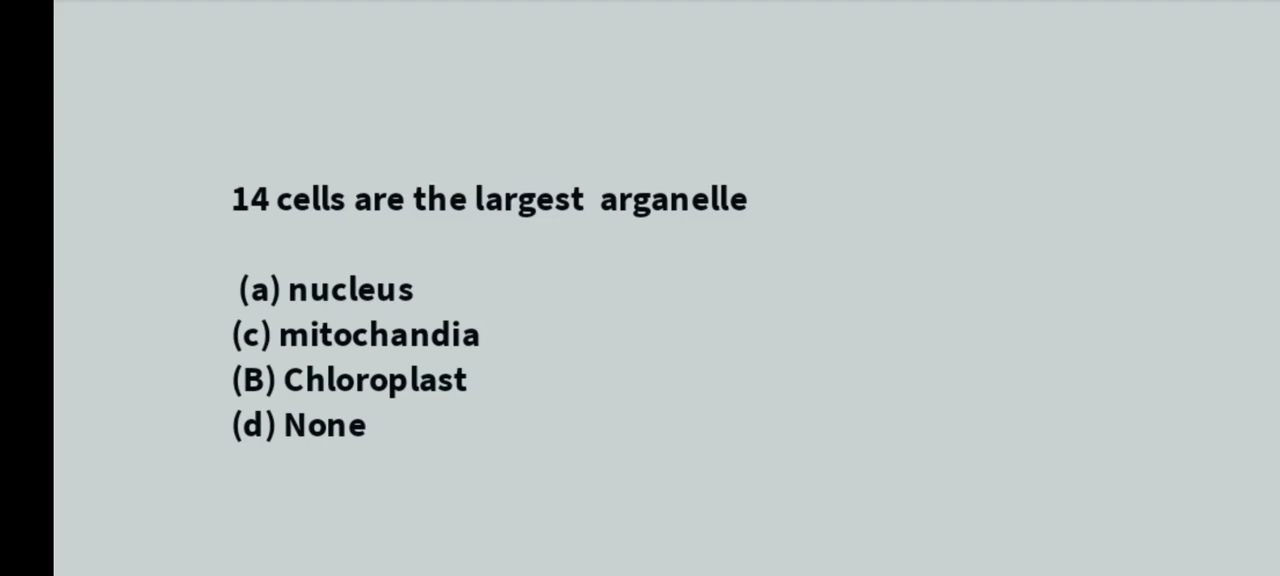 14 cells are the largest  arganelle
(a) nucleus
(c) mitochandia
(B) Chloroplast
(d) None